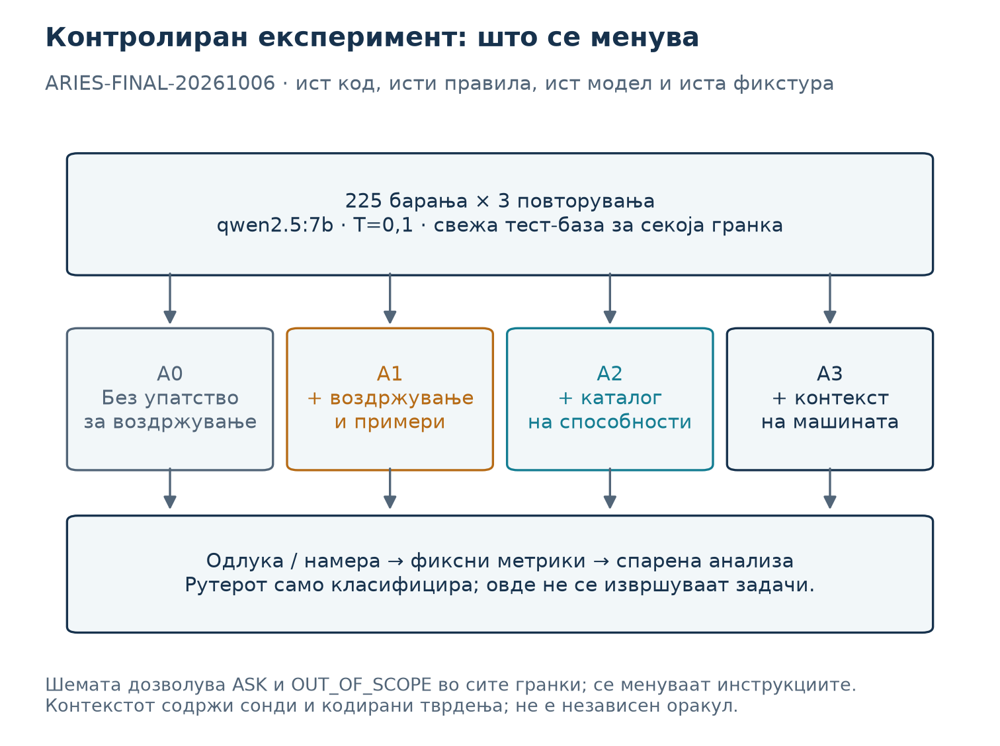 Контролиран експеримент: што се менува
ARIES-FINAL-20261006 · ист код, исти правила, ист модел и иста фикстура
225 барања × 3 повторувања
qwen2.5:7b · T=0,1 · свежа тест-база за секоја гранка
A0
Без упатство
за воздржување
A1
+ воздржување
и примери
A2
+ каталог
на способности
A3
+ контекст
на машината
Одлука / намера → фиксни метрики → спарена анализа
Рутерот само класифицира; овде не се извршуваат задачи.
Шемата дозволува ASK и OUT_OF_SCOPE во сите гранки; се менуваат инструкциите.
Контекстот содржи сонди и кодирани тврдења; не е независен оракул.